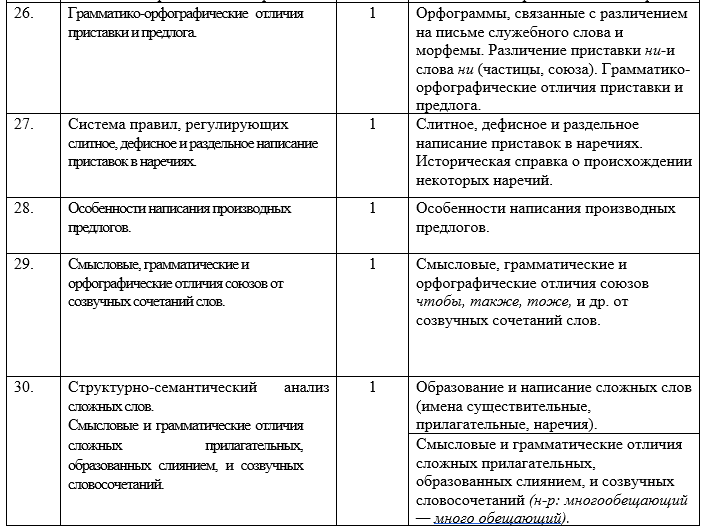 26.
Грамматико-орфографические отличия
приставки и предлога.
1
Орфограммы, связанные с различением
на письме служебного слова и
морфемы. Различение приставки ни-и
слова ни (частицы, союза). Грамматико-
орфографические отличия приставки и
предлога.
27.
Система правил, регулирующих
слитное, дефисное и раздельное написание
приставок в наречиях.
1
Слитное, дефисное и раздельное
написание приставок в наречиях.
Историческая справка о происхождении
некоторых наречий.
28.
Особенности написания производных
предлогов.
1
Особенности написания производных
предлогов.
29.
Смысловые, грамматические и
орфографические отличия союзов от
созвучных сочетаний слов.
1
Смысловые, грамматические и
орфографические отличия союзов
чтобы, также, тоже, и др. от
созвучных сочетаний слов.
30.
Структурно-семантический анализ
сложных слов.
Смысловые и грамматические отличия
сложных прилагательных,
образованных слиянием, и созвучных
словосочетаний.
1
Образование и написание сложных слов
(имена существительные,
прилагательные, наречия).
Смысловые и грамматические отличия
сложных прилагательных,
образованных слиянием, и созвучных
словосочетаний (н-р: многообещающий
— много обещающий).